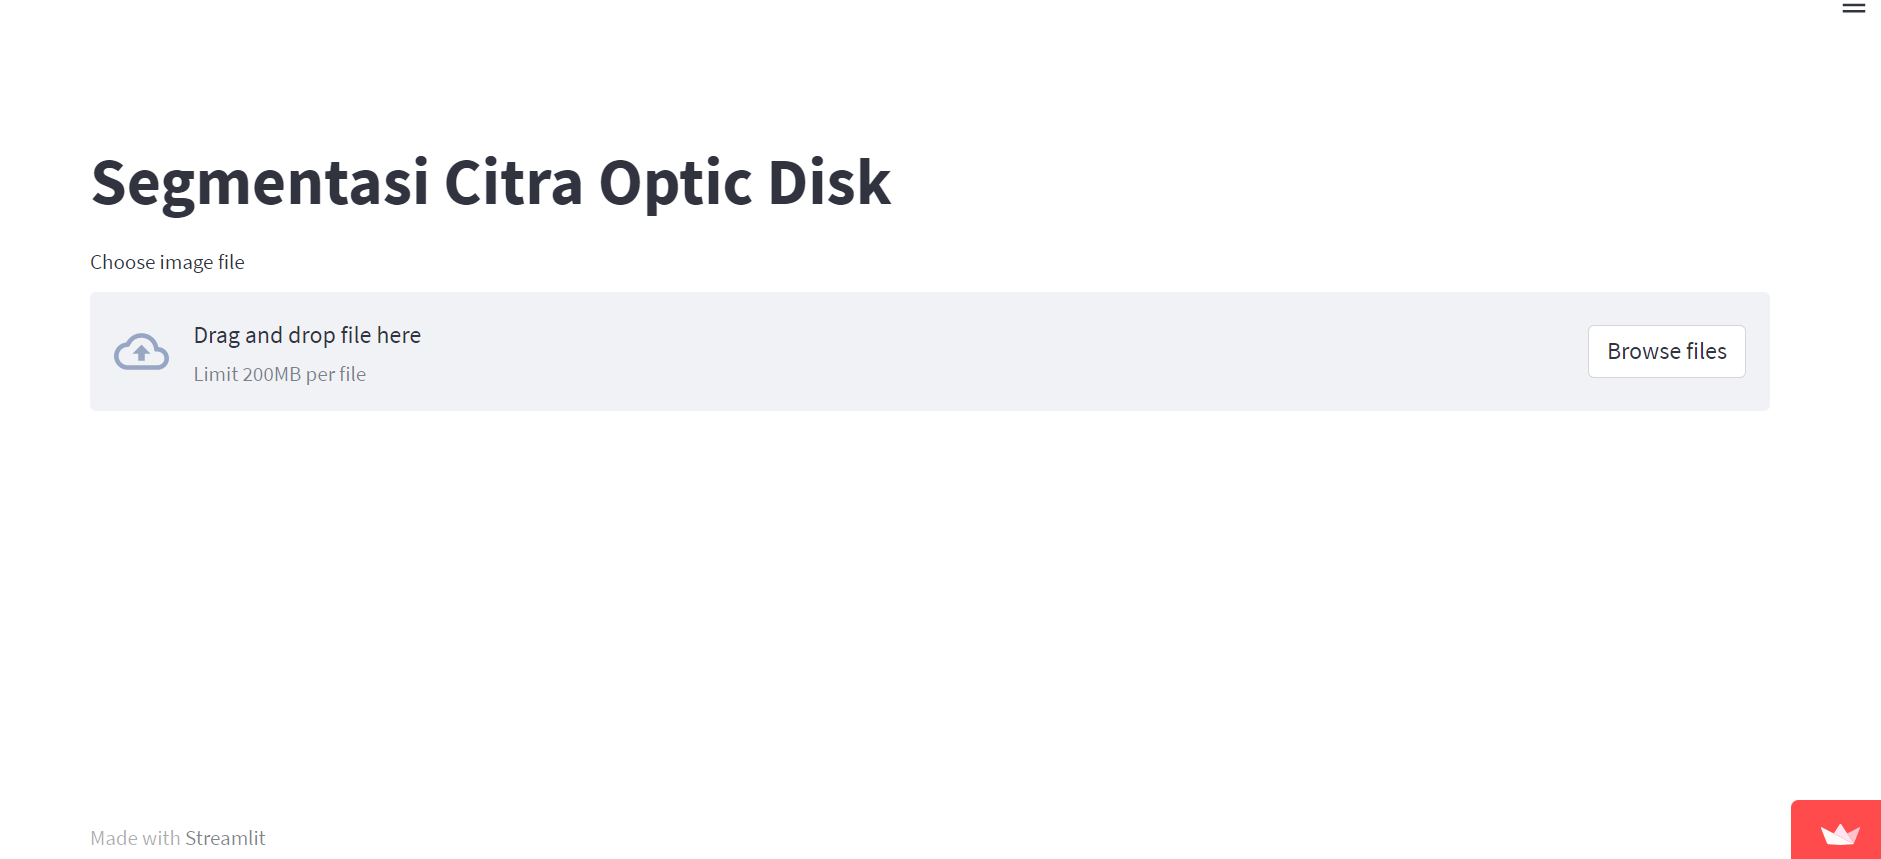 Segmentasi Citra Optic Disk
Choose image file
Drag and drop file here
Limit 200MB per file
Browse files
Made with Streamlit